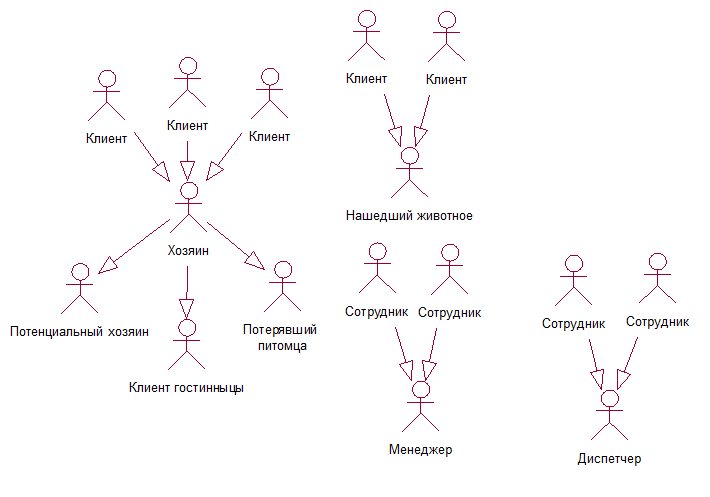 Клиент
Клиент
Клиент
Клиент
Клиент
Хозяин
Нашедший животное
Потенциальный хозяин
Потерявший
питомца
Клиент гостинныцы
Сотрудник
Сотрудник
Сотрудник
Сотрудник
Менеджер
Диспетчер